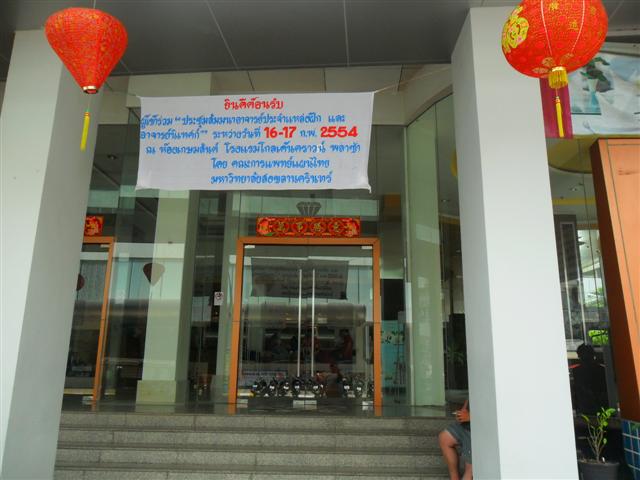 ยินดีต้อนรับ
ผู้เข้าร่วม "ประชุมสัมมนาอาจารย์ประจำแหล่งฝึก และ
อาจารย์นิเทศก์" ระหว่างวันที่ 16-17 ก.พ. 2554
ณ ห้องเกษมสันต์ โรงแรมโกลเด้นคราวน์ พลาซ่า
โดย คณะการแพทย์แผนไทย
มหาวิทยาลัยสงขลานครินทร์